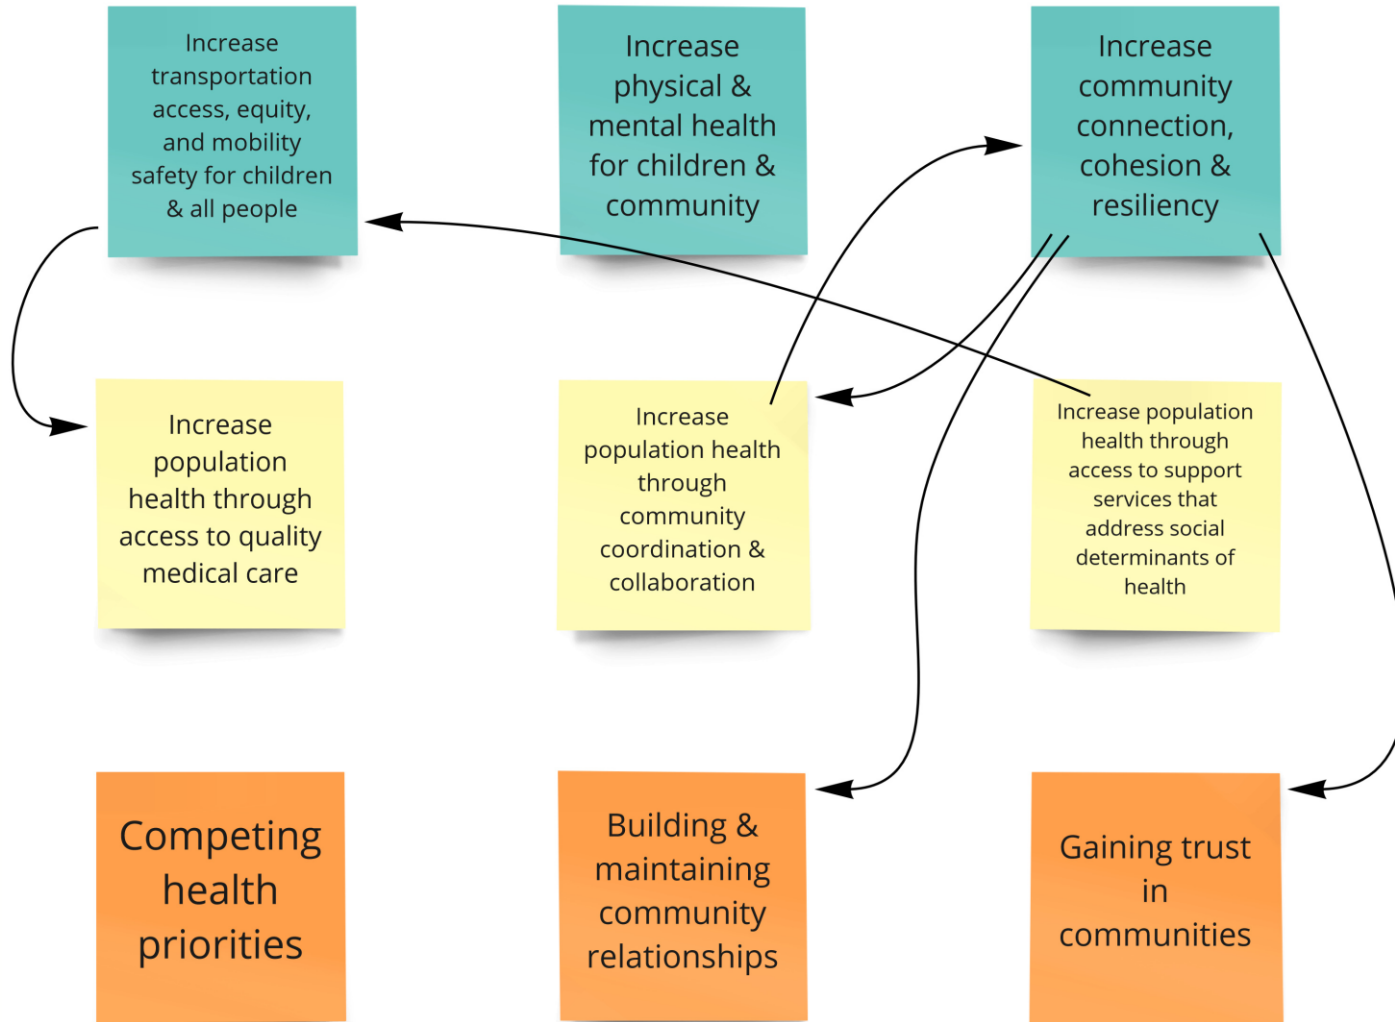 Increase
transportation
access, equity,
and mobility
safety for children
& all people
Increase
physical &
mental health
for children &
community
Increase
community
connection,
cohesion &
resiliency
Increase
population
health through
access to quality
medical care
Increase
population health
through
community
coordination &
collaboration
Increase population
health through
access to support
services that
address social
determinants of
health
Competing
health
priorities
Building &
maintaining
community
relationships
Gaining trust
in
communities